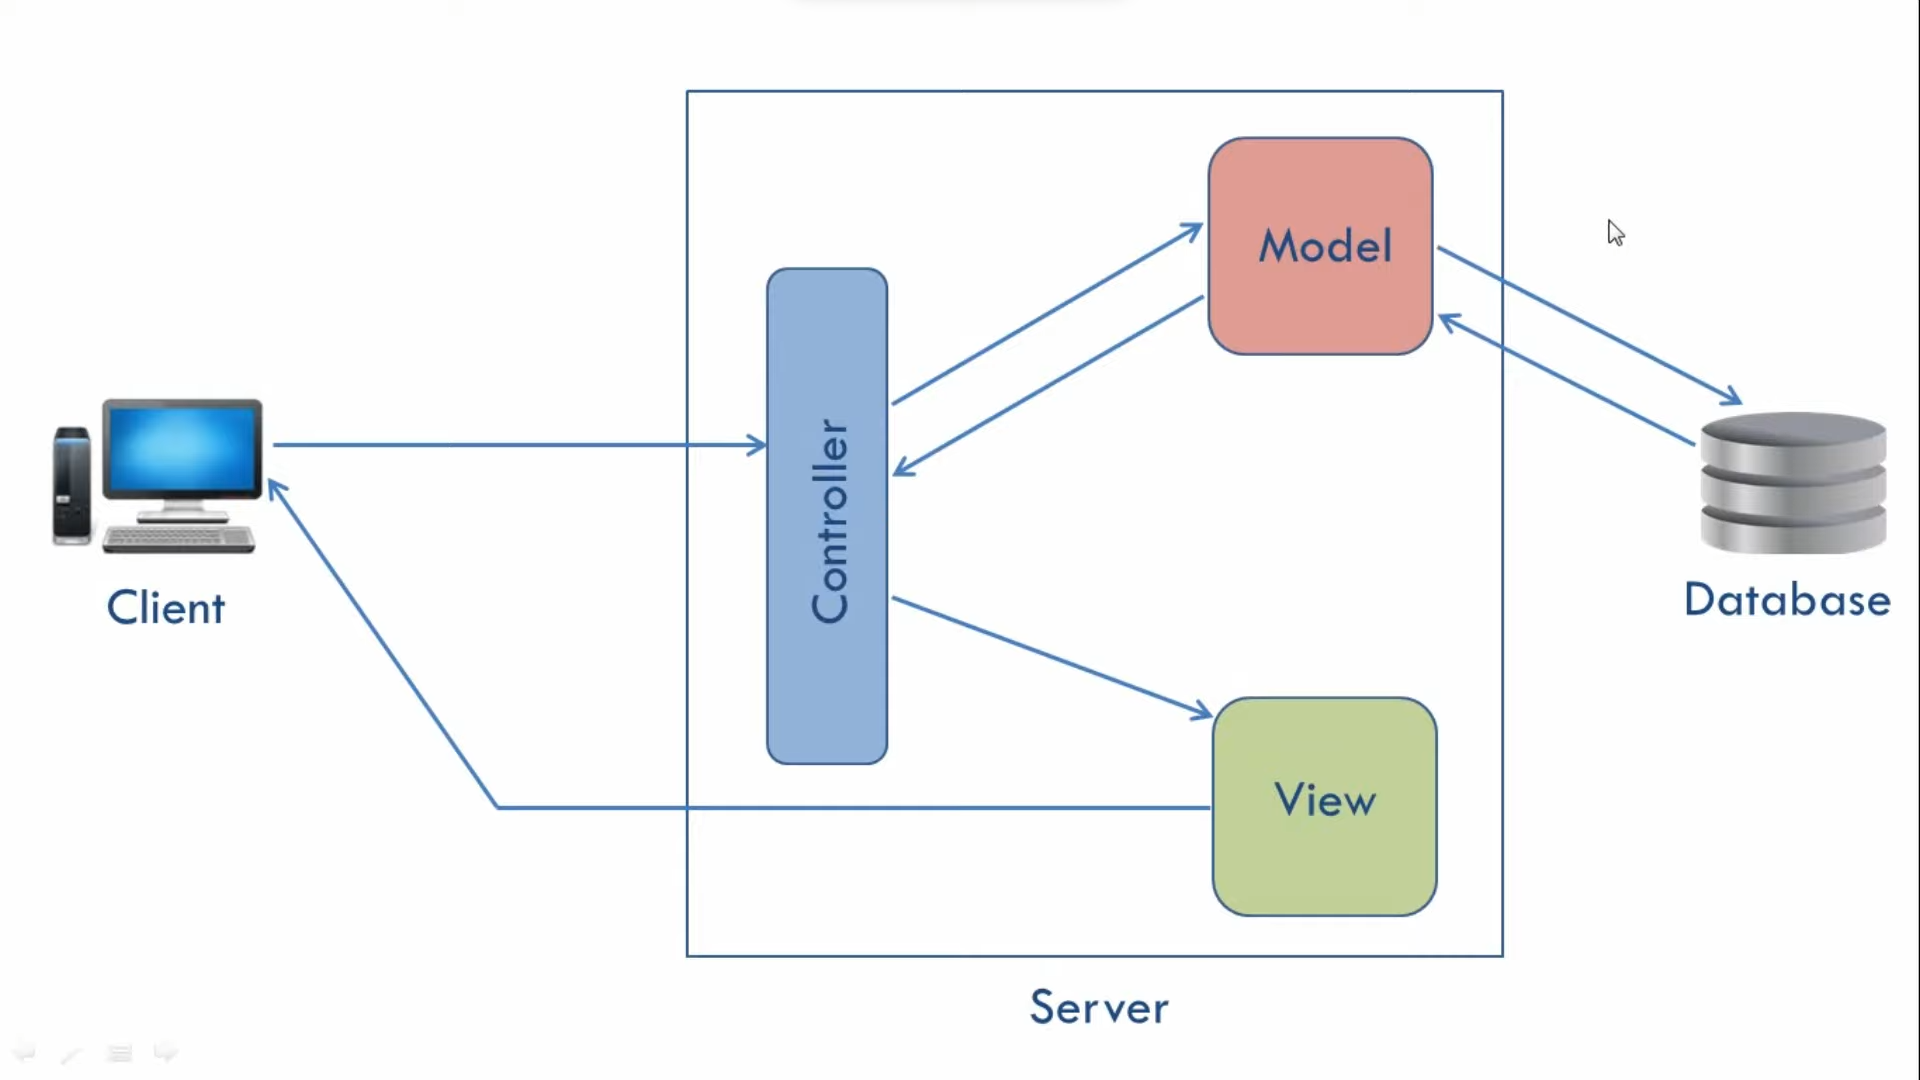 Model
Controller
Client
Database
View
Server